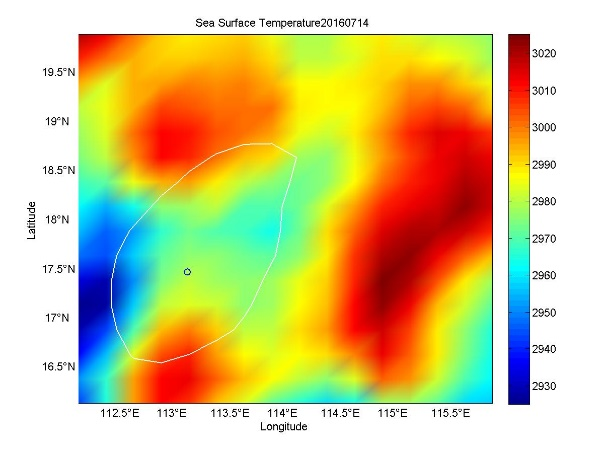 Sea Surface Temperature20160714
19.5°N
19°N
18.5°N
18°N
17.5°N
17°N
16.5°N
Latitude
112.5°E
113°E
113.5°E
114°E
114.5°E
115°E
115.5°E
Longitude
3020
3010
3000
2990
2980
2970
2960
2950
2940
2930